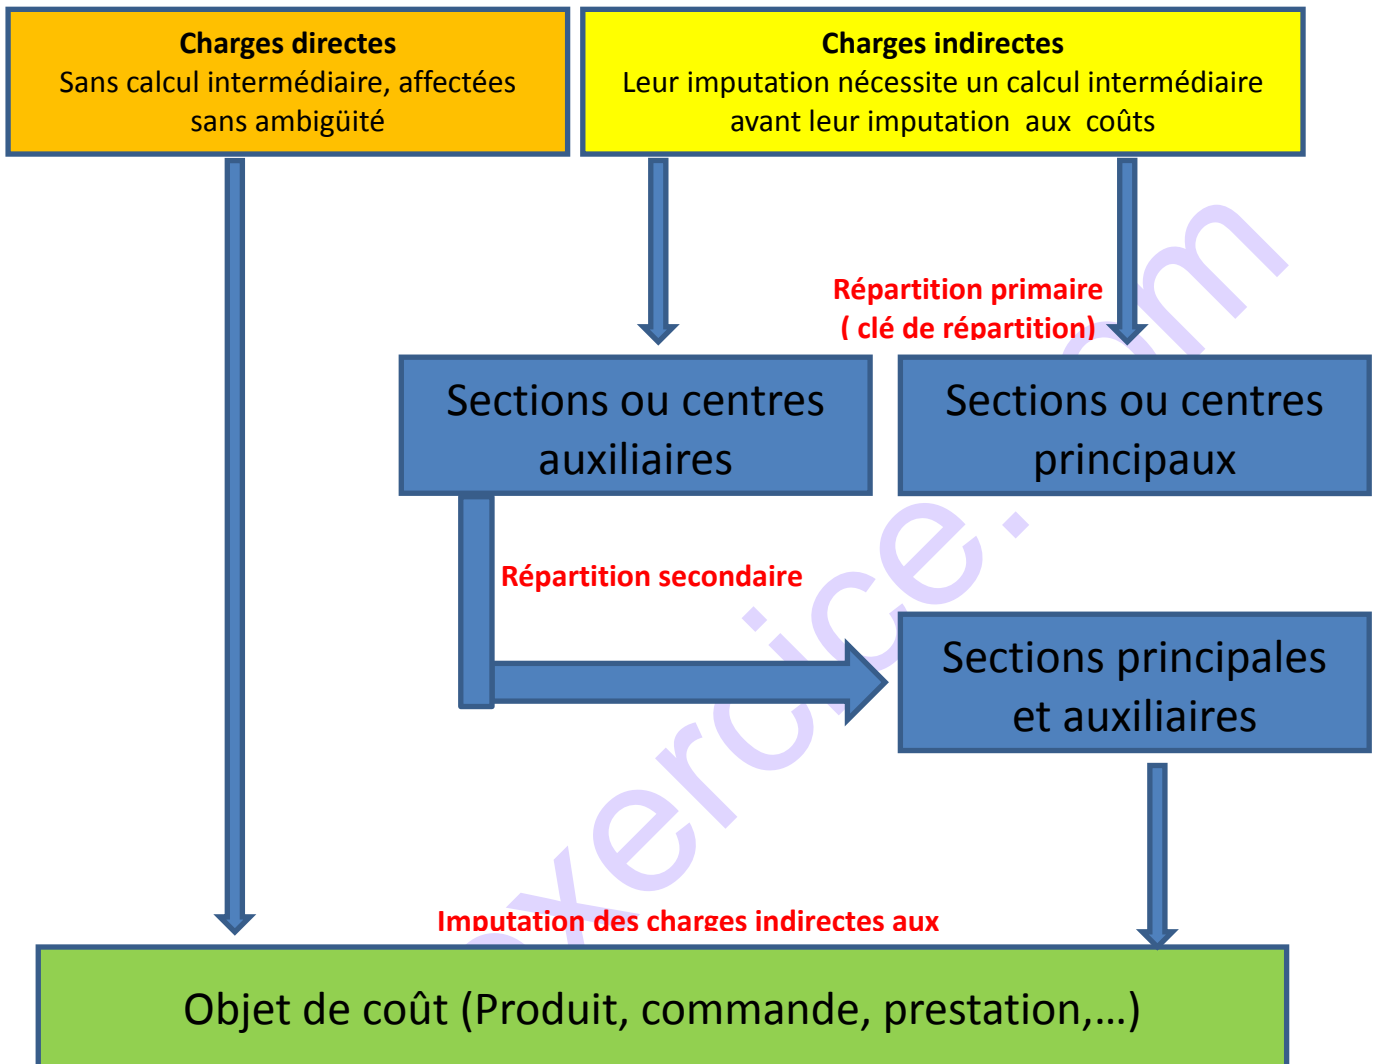 Charges directes
Sans calcul intermédiaire, affectées
sans ambigüité
Charges indirectes
Leur imputation nécessite un calcul intermédiaire
avant leur imputation aux coûts
Répartition primaire
( clé de répartition)
Sections ou centres
auxiliaires
Sections ou centres
principaux
Répartition secondaire
Sections principales
et auxiliaires
Imputation des charges indirectes aux
Objet de coût (Produit, commande, prestation,...)
exercice.
m